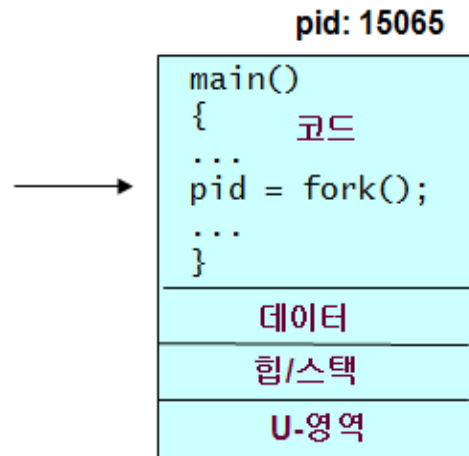 pid: 15065
main()
{ 코드
...
pid = fork();
...
}
데이터
힙/스택
U-영역